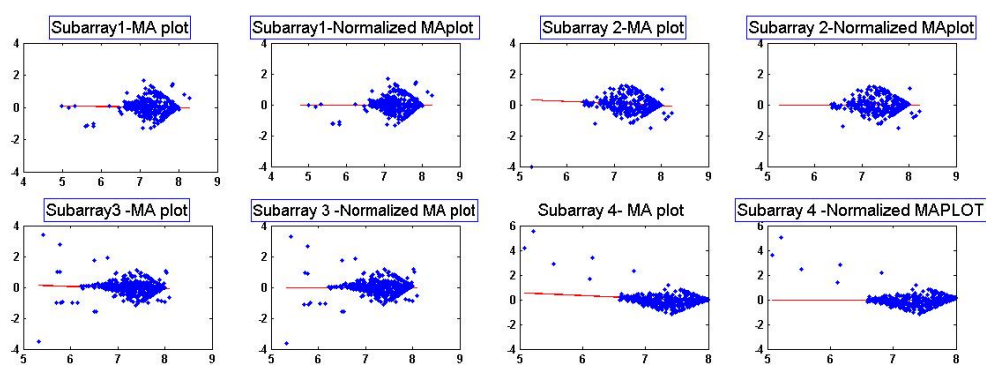 Subarray1-MA plot
Subarray1-Normalized MAplot
Subarray 2-MA plot
Subarray 2-Normalized MAplot
4
2
0
-2
-4
4 5 6 7 8 9
4
2
0
-2
-4
4 5 6 7 8 9
4
2
0
-2
-4
5 6 7 8 9
4
2
0
-2
-4
5 6 7 8 9
Subarray3 -MA plot
Subarray 3 -Normalized MA plot
Subarray 4- MA plot
Subarray 4 -Normalized MAPLOT
4
2
0
-2
-4
5 6 7 8 9
4
2
0
-2
-4
5 6 7 8 9
6
4
2
0
-2
-4
5 6 7 8
6
4
2
0
-2
-4
5 6 7 8